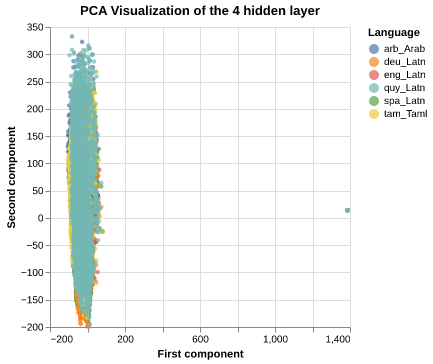 PCA Visualization of the 4 hidden layer
Second component
350
300
250
200
150
100
50
0
−50
−100
−150
−200
−200
200
600
1,000
1,400
First component
Language
arb_Arab
deu_Latn
eng_Latn
quy_Latn
spa_Latn
tam_Taml